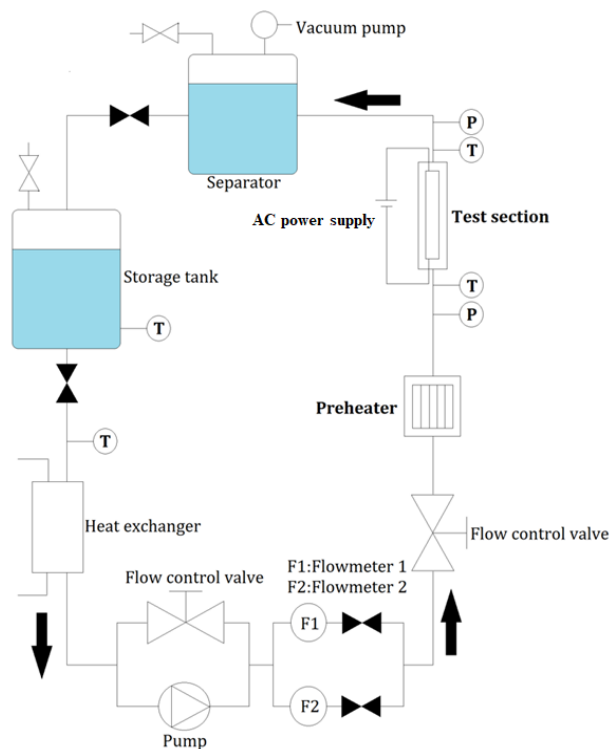 Vacuum pump
P
T
Separator
AC power supply
Test section
Storage tank
T
T
P
Preheater
T
Heat exchanger
Flow control valve
F1:Flowmeter 1
F2:Flowmeter 2
Flow control valve
F1
F2
Pump